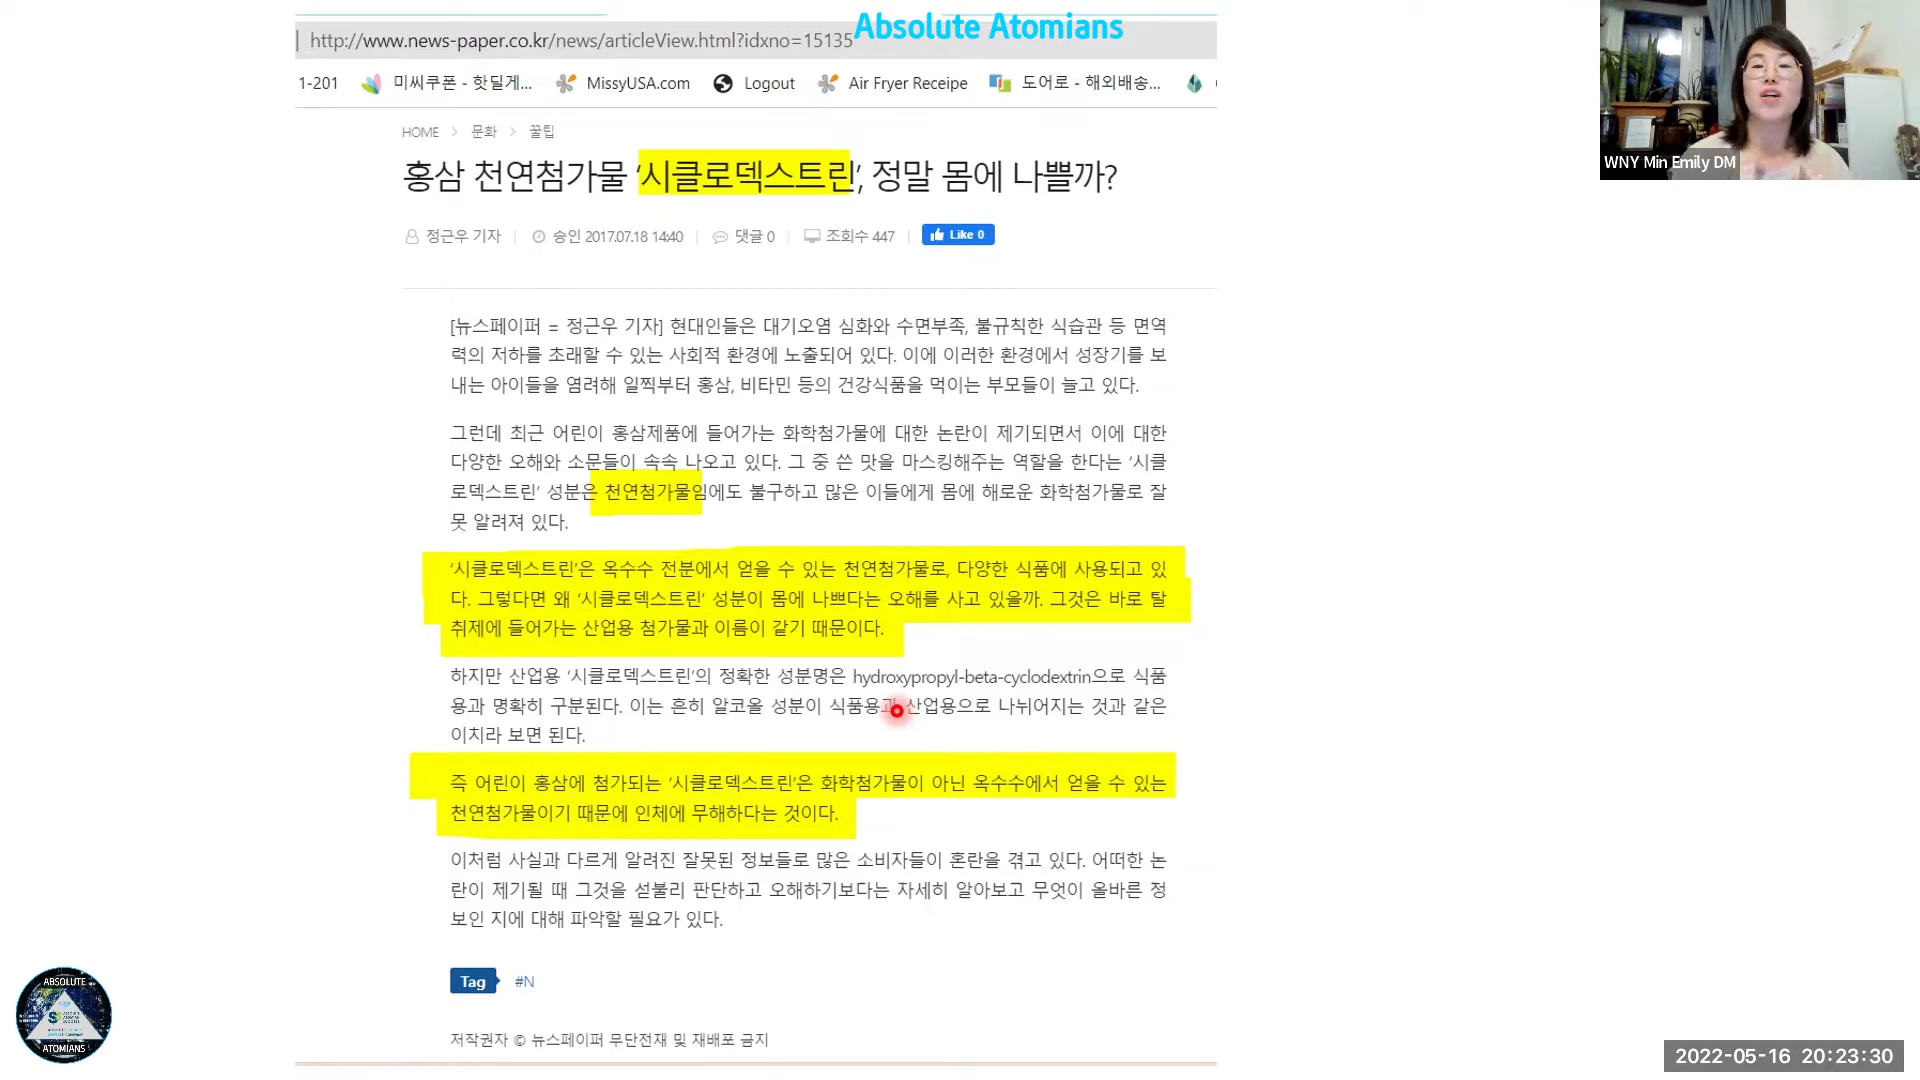 Absolute Atomians
http://www.news-paper.co.kr/news/articleView.html?idxno=15135
1-201 미씨쿠폰 - 핫딜게... MissyUSA.com Logout Air Fryer Receipe 도어로 - 해외배송...
HOME > 문화 > 꿀팁
홍삼 천연첨가물 ‘시클로덱스트린’, 정말 몸에 나쁠까?
정근우 기자 | 승인 2017.07.18 14:40 | 댓글 0 | 조회수 447 | Like 0
[뉴스페이퍼 = 정근우 기자] 현대인들은 대기오염 심화와 수면부족, 불규칙한 식습관 등 면역
력의 저하를 초래할 수 있는 사회적 환경에 노출되어 있다. 이에 이러한 환경에서 성장기를 보
내는 아이들을 염려해 일찍부터 홍삼, 비타민 등의 건강식품을 먹이는 부모들이 늘고 있다.
그런데 최근 어린이 홍삼제품에 들어가는 화학첨가물에 대한 논란이 제기되면서 이에 대한
다양한 오해와 소문들이 속속 나오고 있다. 그 중 쓴 맛을 마스킹해주는 역할을 한다는 ‘시클
로덱스트린’ 성분은 천연첨가물임에도 불구하고 많은 이들에게 몸에 해로운 화학첨가물로 잘
못 알려져 있다.
‘시클로덱스트린’은 옥수수 전분에서 얻을 수 있는 천연첨가물로, 다양한 식품에 사용되고 있
다. 그렇다면 왜 ‘시클로덱스트린’ 성분이 몸에 나쁘다는 오해를 사고 있을까. 그것은 바로 탈
취제에 들어가는 산업용 첨가물과 이름이 같기 때문이다.
하지만 산업용 ‘시클로덱스트린’의 정확한 성분명은 hydroxypropyl-beta-cyclodextrin으로 식품
용과 명확히 구분된다. 이는 흔히 알코올 성분이 식품용과 산업용으로 나뉘어지는 것과 같은
이치라 보면 된다.
즉 어린이 홍삼에 첨가되는 ‘시클로덱스트린’은 화학첨가물이 아닌 옥수수에서 얻을 수 있는
천연첨가물이기 때문에 인체에 무해하다는 것이다.
이처럼 사실과 다르게 알려진 잘못된 정보들로 많은 소비자들이 혼란을 겪고 있다. 어떠한 논
란이 제기될 때 그것을 섣불리 판단하고 오해하기보다는 자세히 알아보고 무엇이 올바른 정
보인 지에 대해 파악할 필요가 있다.
Tag #N
저작권자 © 뉴스페이퍼 무단전재 및 재배포 금지
WNY Min Emily DM
ABSOLUTE
ATOMIANS
2022-05-16 20:23:30